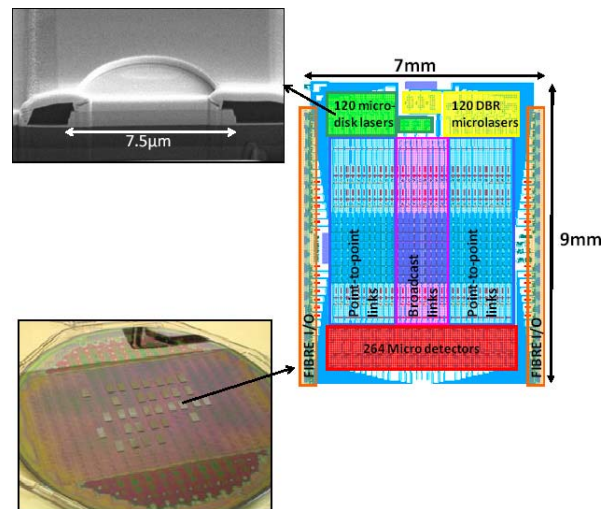 7.5µm
7mm
120 micro-
disk lasers
120 DBR
microlasers
9mm
Point-to-point
links
Broadcast
links
Point-to-point
links
FIBRE I/O
264 Micro detectors
FIBRE I/O